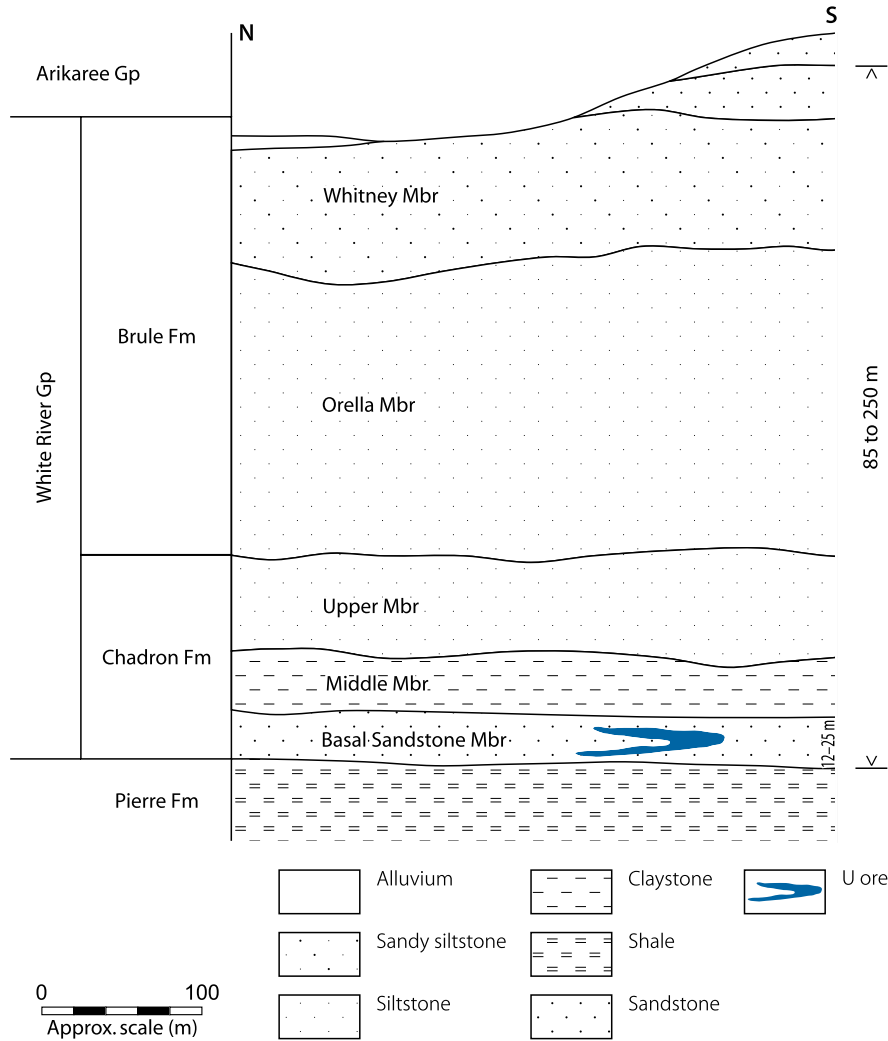 N
S
Arikaree Gp
Whitney Mbr
Brule Fm
Orella Mbr
White River Gp
85 to 250 m
Upper Mbr
Chadron Fm
Middle Mbr
Basal Sandstone Mbr
12–25 m
Pierre Fm
Alluvium
Claystone
U ore
Sandy siltstone
Shale
Siltstone
Sandstone
0
100
Approx. scale (m)